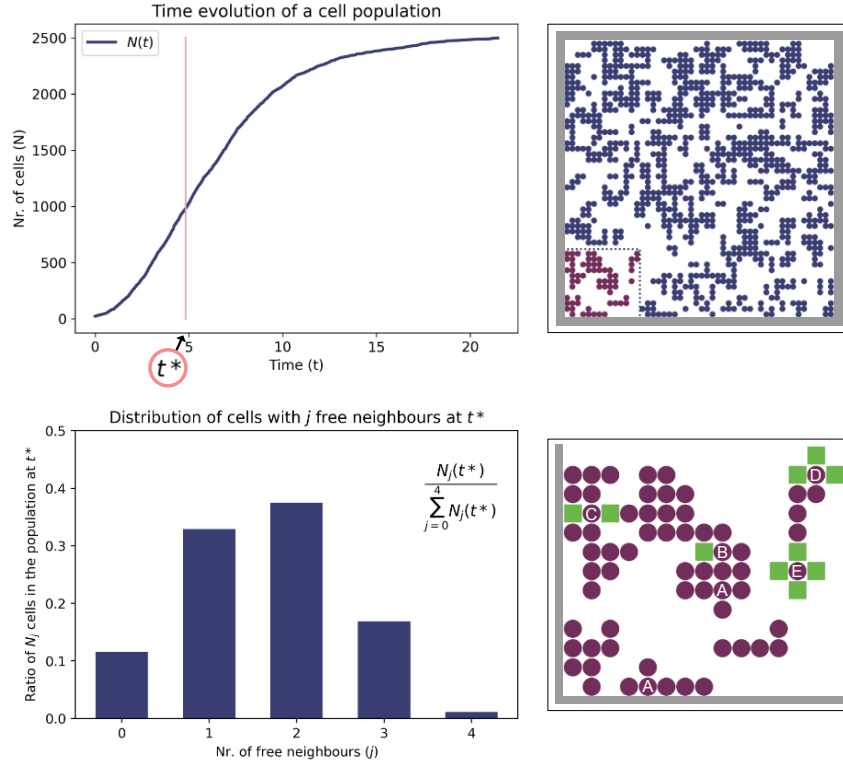 Time evolution of a cell population
N(t)
Nr. of cells (N)
2500
2000
1500
1000
500
0
0
5
10
15
20
Time (t)
t*
Distribution of cells with j free neighbours at t*
Ratio of N_j cells in the population at t*
0.5
0.4
0.3
0.2
0.1
0.0
N_j(t*)
4
∑ N_j(t*)
j=0
0
1
2
3
4
Nr. of free neighbours (j)
D
C
B
E
A
A